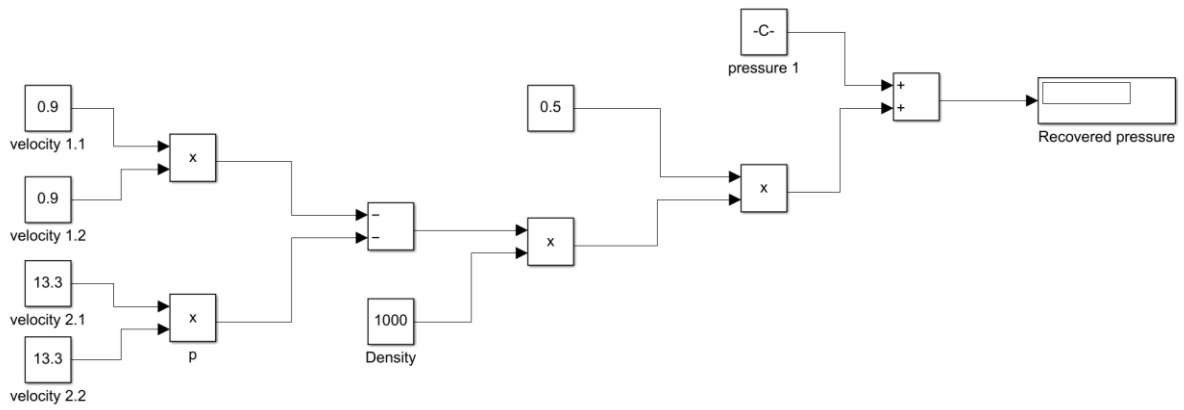 -C-
pressure 1
0.9
velocity 1.1
x
0.9
velocity 1.2
13.3
velocity 2.1
x
p
13.3
velocity 2.2
−
−
1000
Density
x
0.5
x
+
+
Recovered pressure